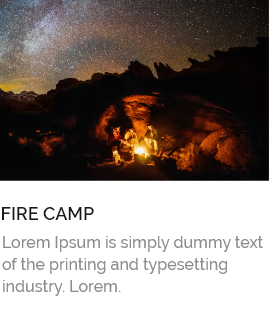 FIRE CAMP
Lorem Ipsum is simply dummy text
of the printing and typesetting
industry. Lorem.